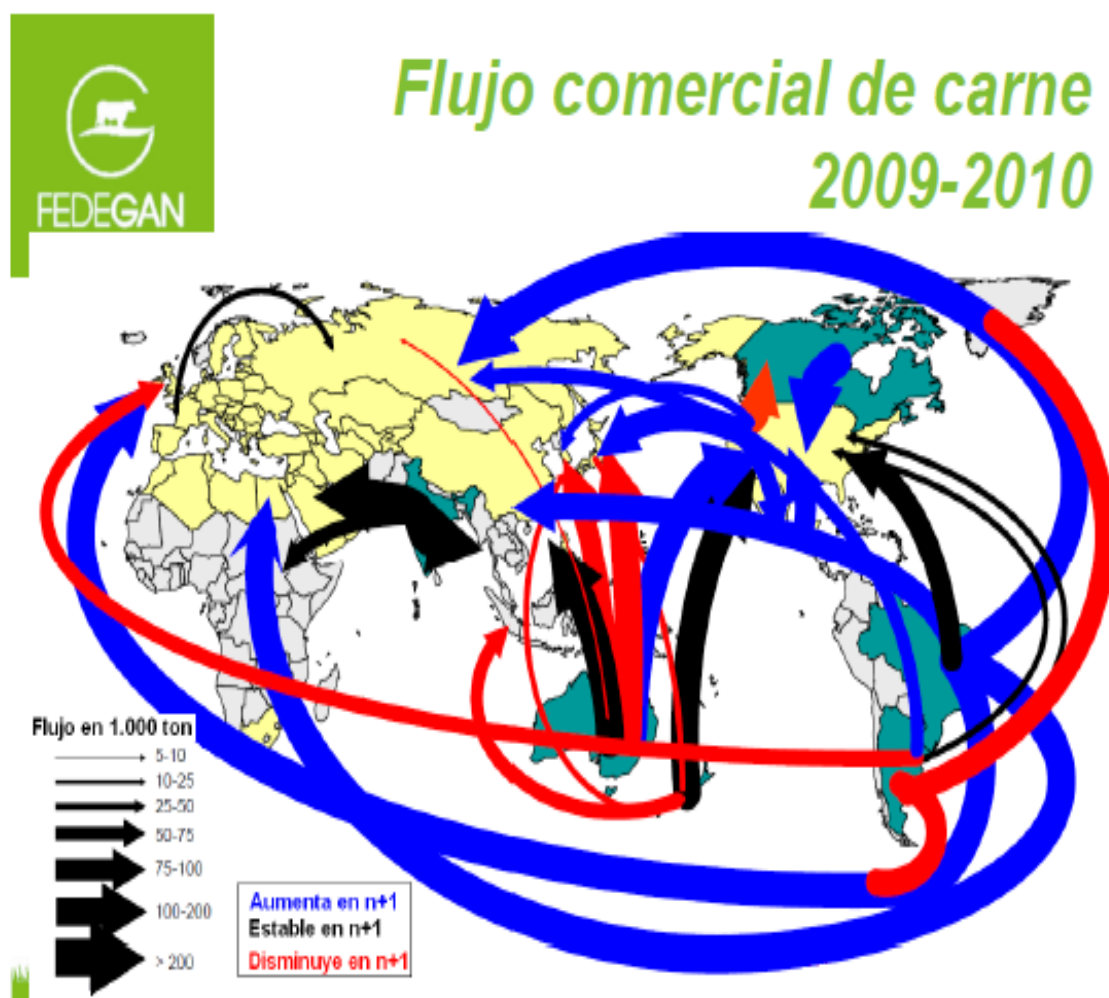 FEDEGAN
Flujo comercial de carne
2009-2010
Flujo en 1.000 ton
5-10
10-25
25-50
50-75
75-100
100-200
> 200
Aumenta en n+1
Estable en n+1
Disminuye en n+1